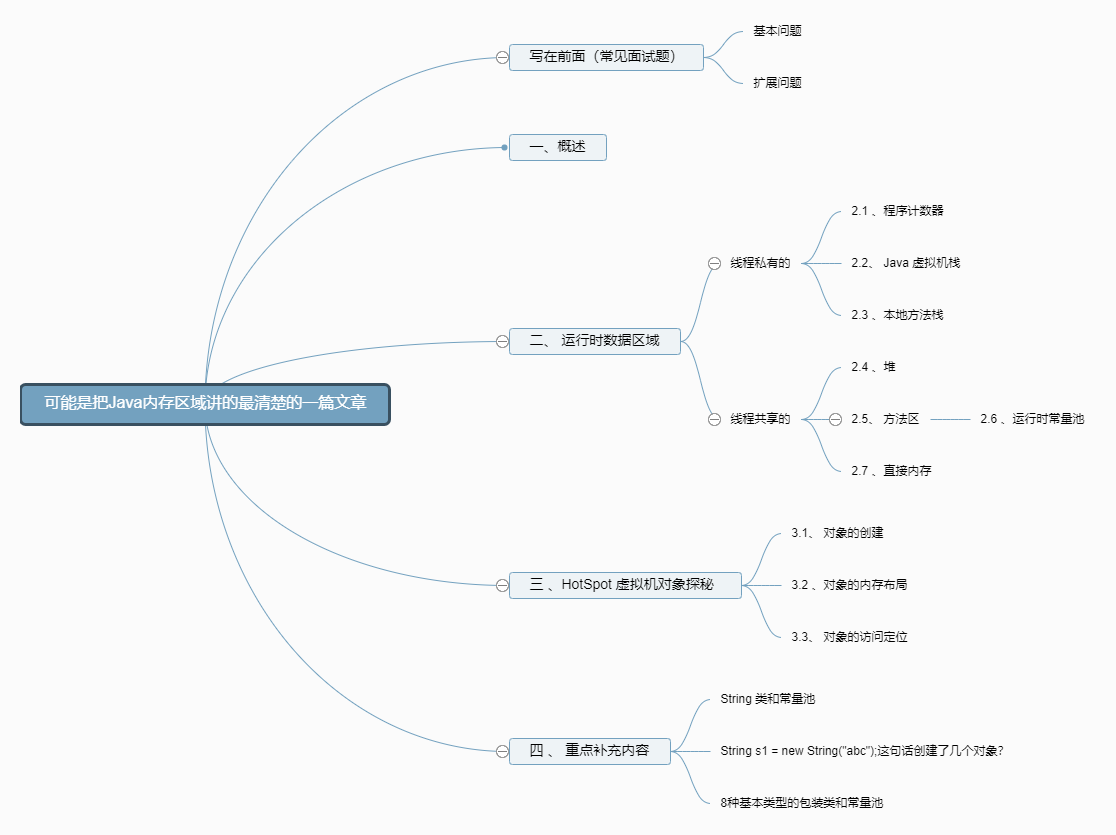 写在前面（常见面试题）
基本问题
扩展问题
一、概述
二、 运行时数据区域
线程私有的
2.1 、程序计数器
2.2、 Java 虚拟机栈
2.3 、本地方法栈
线程共享的
2.4 、堆
2.5、 方法区
2.6 、运行时常量池
2.7 、直接内存
可能是把Java内存区域讲的最清楚的一篇文章
三 、HotSpot 虚拟机对象探秘
3.1、 对象的创建
3.2 、对象的内存布局
3.3、 对象的访问定位
四 、 重点补充内容
String 类和常量池
String s1 = new String("abc");这句话创建了几个对象？
8种基本类型的包装类和常量池